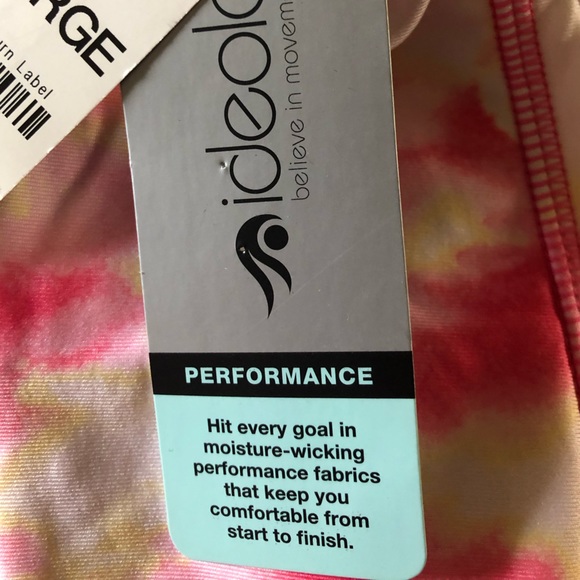 ideolo
believe in movem
PERFORMANCE
Hit every goal in
moisture-wicking
performance fabrics
that keep you
comfortable from
start to finish.
RGE
urn Label